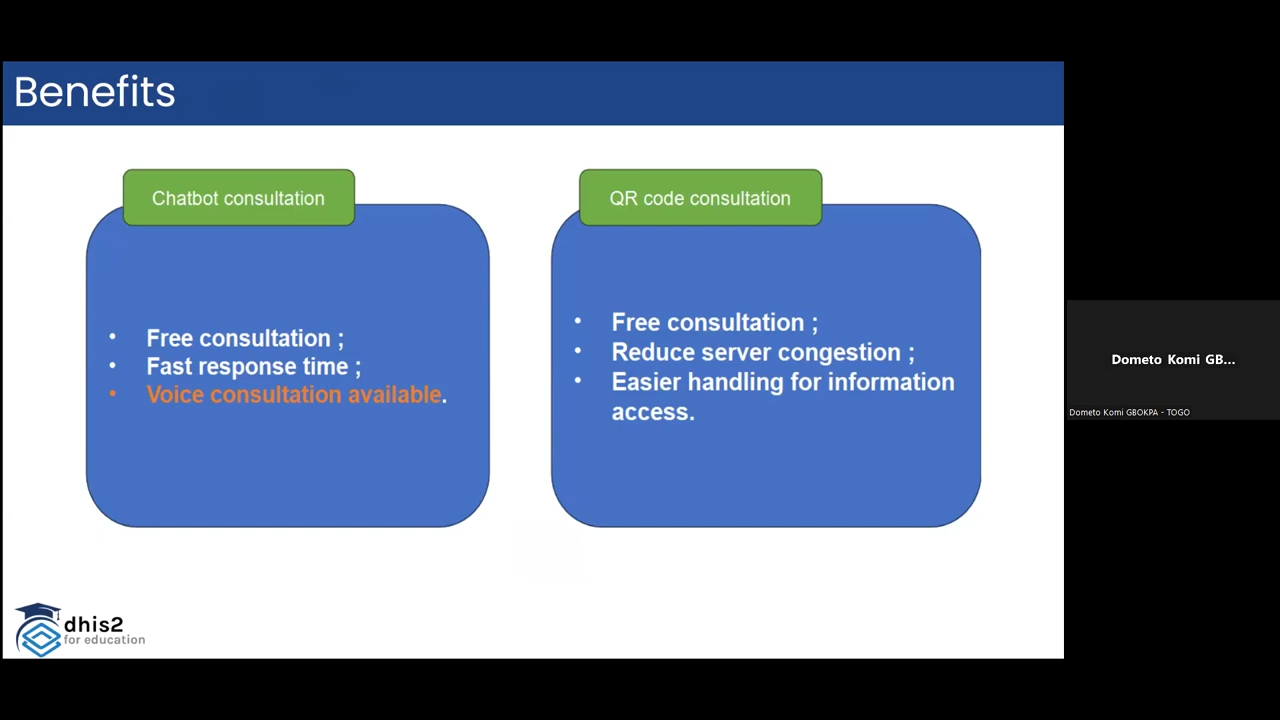 Benefits
Chatbot consultation
• Free consultation ;
• Fast response time ;
• Voice consultation available.
QR code consultation
• Free consultation ;
• Reduce server congestion ;
• Easier handling for information
access.
Dometo Komi GB...
Dometo Komi GBOKPA - TOGO
dhis2
for education